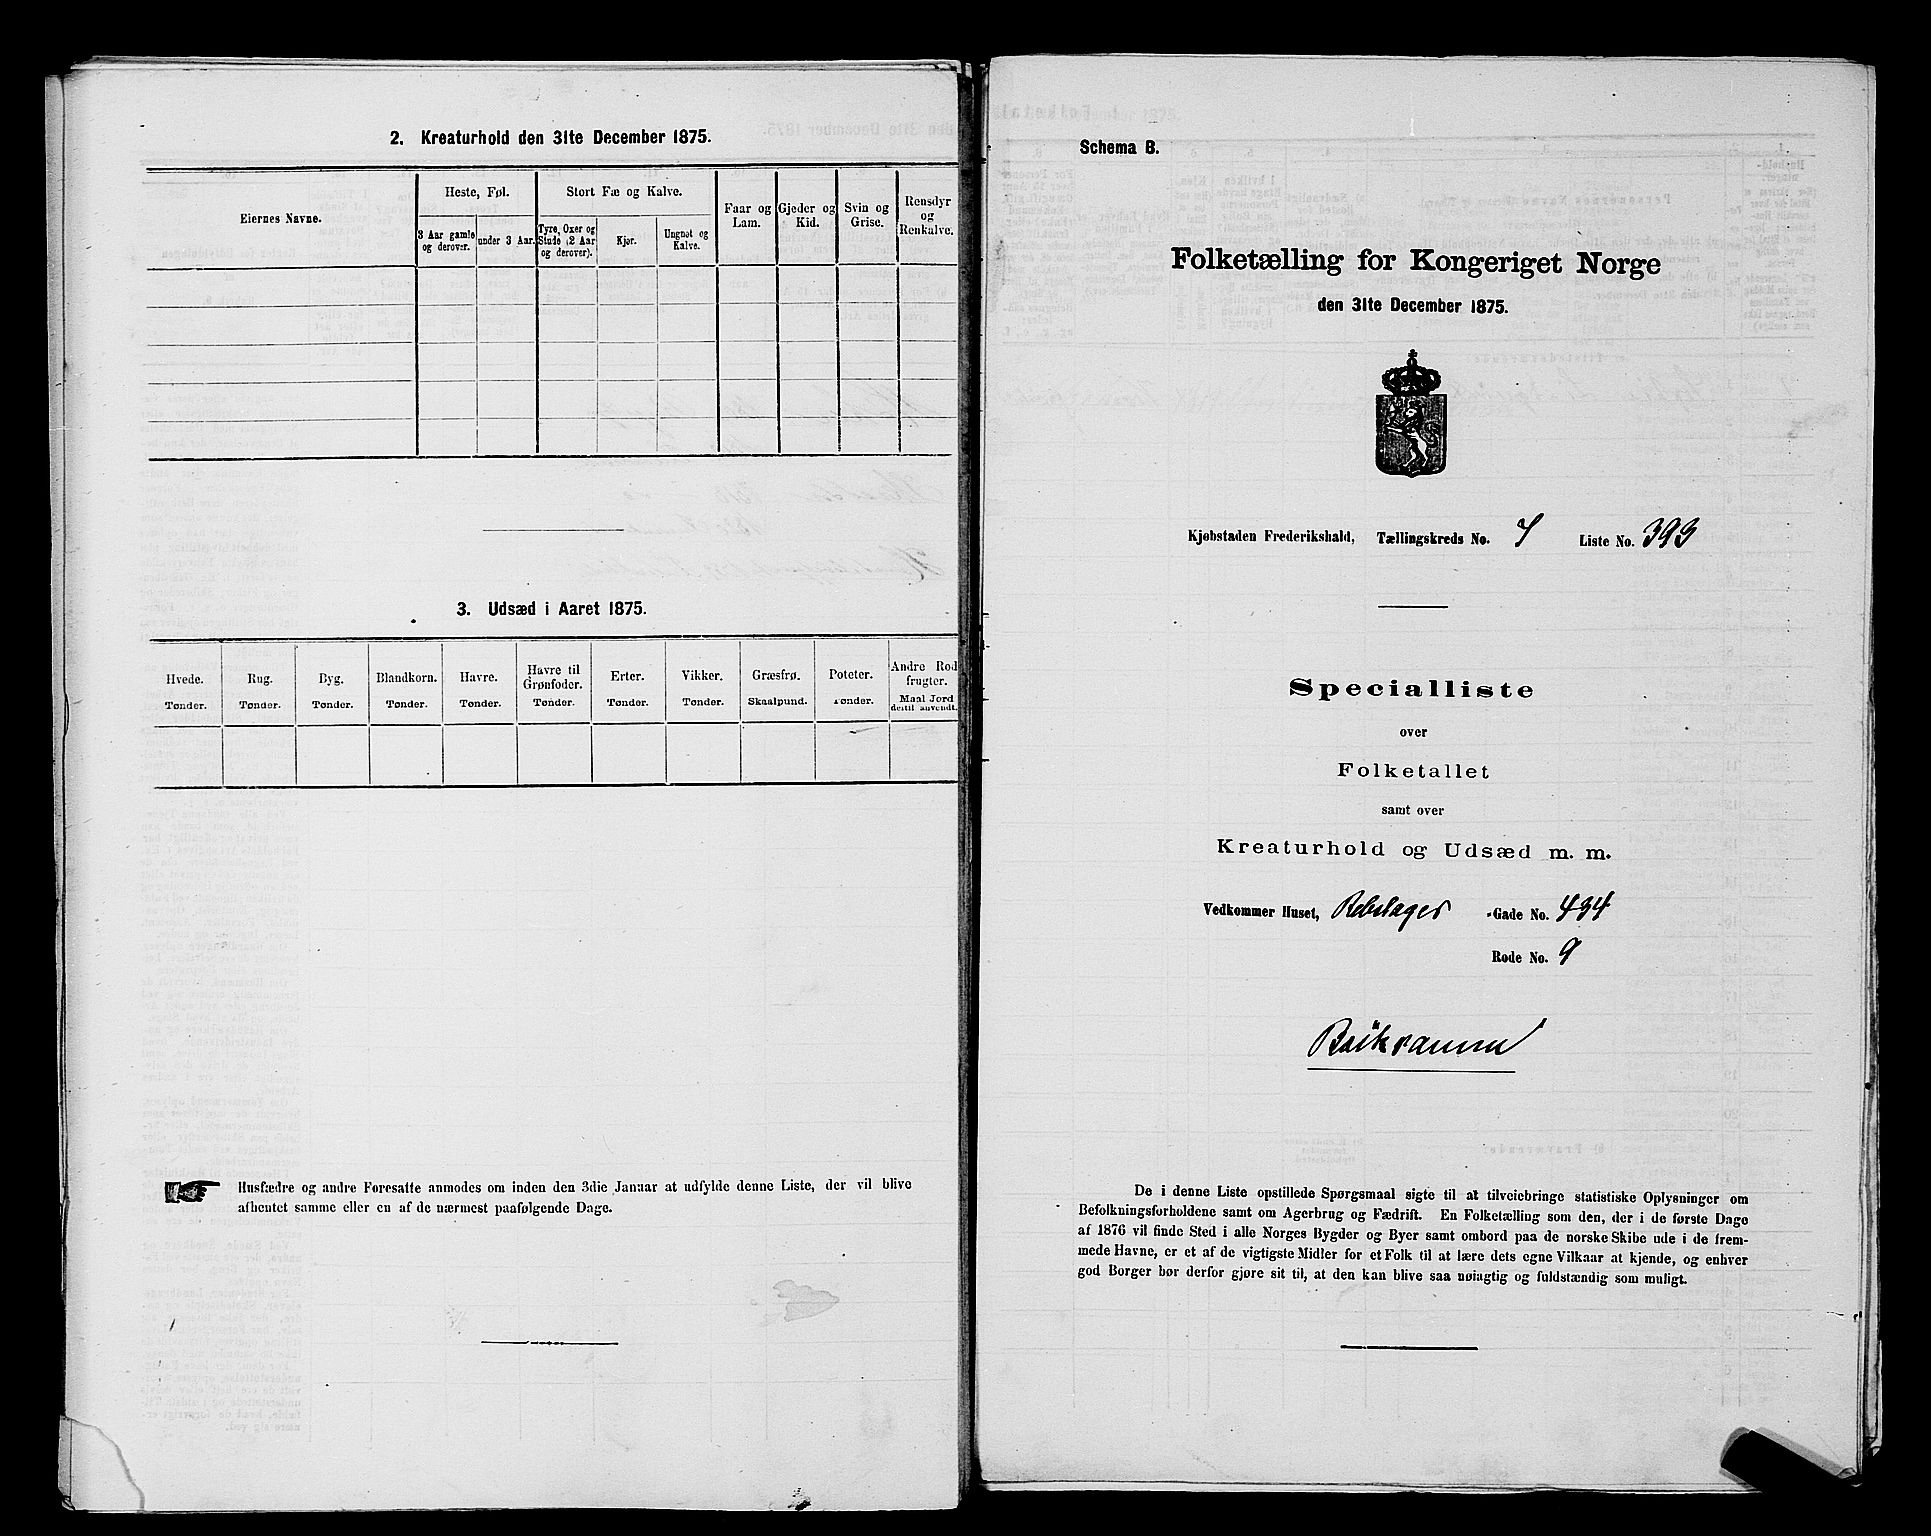 2. Kreaturhold den 31te December 1875.
Eiernes Navne.
Heste, Føl.
3 Aar gamle og derover.
under 3 Aar.
Stort Fæ og Kalve.
Tyre, Oxer og Stude (2 Aar og derover).
Kjør.
Ungnøt og Kalve.
Faar og Lam.
Gjeder og Kid.
Svin og Grise.
Rensdyr og Renkalve.
3. Udsæd i Aaret 1875.
Hvede. Tønder.
Rug. Tønder.
Byg. Tønder.
Blandkorn. Tønder.
Havre. Tønder.
Havre til Grønfoder. Tønder.
Erter. Tønder.
Vikker. Tønder.
Græsfrø. Skaalpund.
Poteter. Tønder.
Andre Rodfrugter. Maal Jord dertil anvendt.
Husfædre og andre Foresatte anmodes om inden den 3die Januar at udfylde denne Liste, der vil blive
afhentet samme eller en af de nærmest paafølgende Dage.
Schema B.
Folketælling for Kongeriget Norge
den 31te December 1875.
Kjøbstaden Frederikshald, Tællingskreds No. 7 Liste No. 393
Specialliste
over
Folketallet
samt over
Kreaturhold og Udsæd m. m.
Vedkommer Huset, Rebslager -Gade No. 434
Rode No. 9
De i denne Liste opstillede Spørgsmaal sigte til at tilveiebringe statistiske Oplysninger om
Befolkningsforholdene samt om Agerbrug og Fædrift. En Folketælling som den, der i de første Dage
af 1876 vil finde Sted i alle Norges Bygder og Byer samt ombord paa de norske Skibe ude i de frem-
mede Havne, er et af de vigtigste Midler for et Folk til at lære dets egne Vilkaar at kjende, og enhver
god Borger bør derfor gjøre sit til, at den kan blive saa nøiagtig og fuldstændig som muligt.